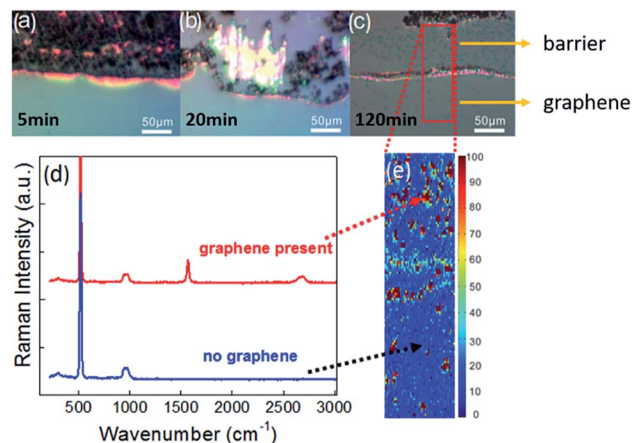 (a)
5min
50μm
(b)
20min
50μm
(c)
120min
50μm
barrier
graphene
(d)
Raman Intensity (a.u.)
graphene present
no graphene
500 1000 1500 2000 2500 3000
Wavenumber (cm⁻¹)
(e)
100
90
80
70
60
50
40
30
20
10
0